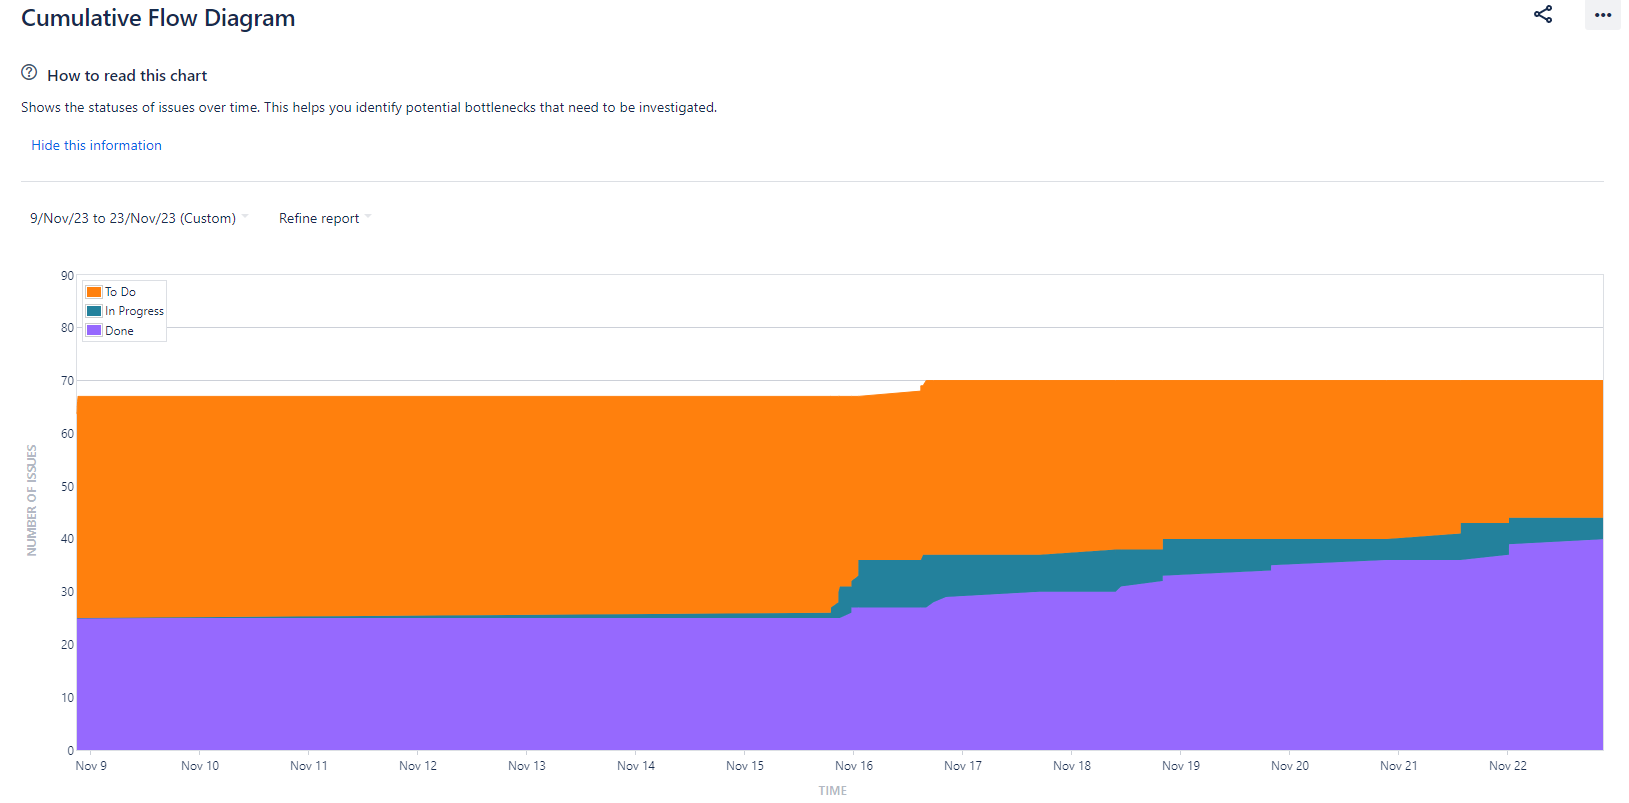 Cumulative Flow Diagram
How to read this chart
Shows the statuses of issues over time. This helps you identify potential bottlenecks that need to be investigated.
Hide this information
9/Nov/23 to 23/Nov/23 (Custom) Refine report
90
To Do
In Progress
80
Done
70
60
50
40
30
20
10
0
NUMBER OF ISSUES
Nov 9 Nov 10 Nov 11 Nov 12 Nov 13 Nov 14 Nov 15 Nov 16 Nov 17 Nov 18 Nov 19 Nov 20 Nov 21 Nov 22
TIME